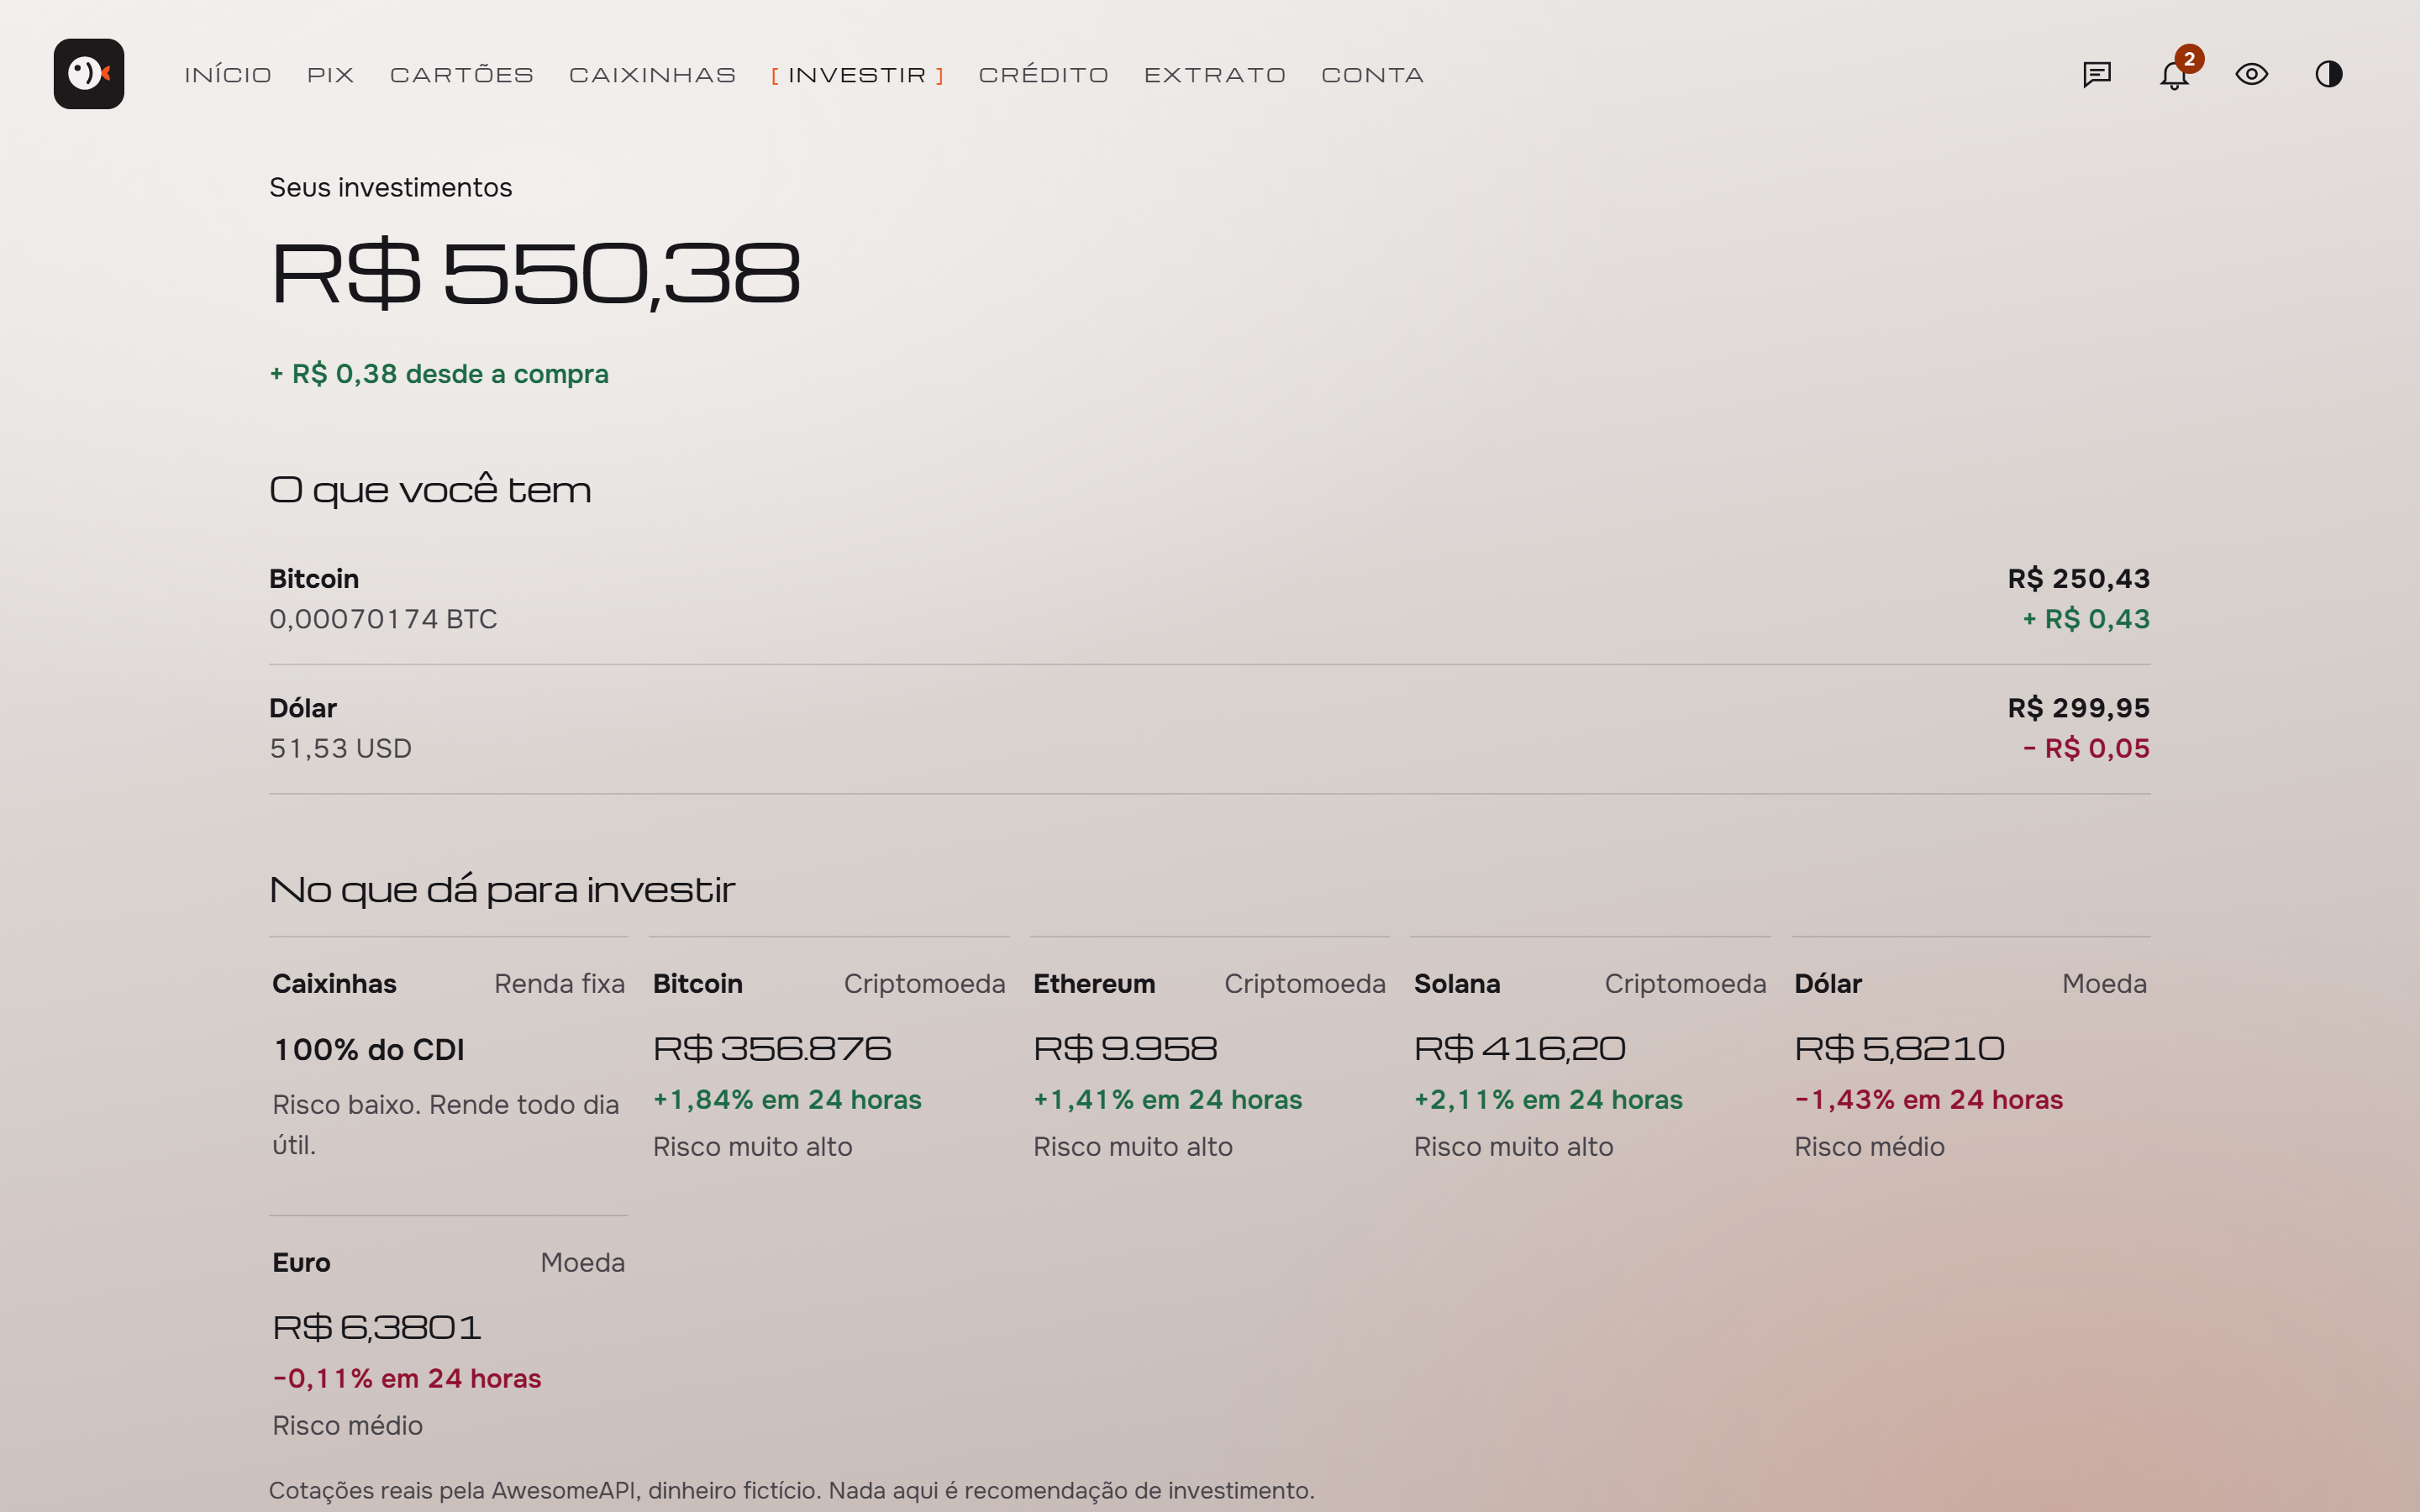 INÍCIO PIX CARTÕES CAIXINHAS [ INVESTIR ] CRÉDITO EXTRATO CONTA 2
Seus investimentos
R$ 550,38
+ R$ 0,38 desde a compra
O que você tem
Bitcoin R$ 250,43
0,00070174 BTC + R$ 0,43
Dólar R$ 299,95
51,53 USD − R$ 0,05
No que dá para investir
Caixinhas Renda fixa
100% do CDI
Risco baixo. Rende todo dia
útil.
Bitcoin Criptomoeda
R$ 356.876
+1,84% em 24 horas
Risco muito alto
Ethereum Criptomoeda
R$ 9.958
+1,41% em 24 horas
Risco muito alto
Solana Criptomoeda
R$ 416,20
+2,11% em 24 horas
Risco muito alto
Dólar Moeda
R$ 5,8210
−1,43% em 24 horas
Risco médio
Euro Moeda
R$ 6,3801
−0,11% em 24 horas
Risco médio
Cotações reais pela AwesomeAPI, dinheiro fictício. Nada aqui é recomendação de investimento.